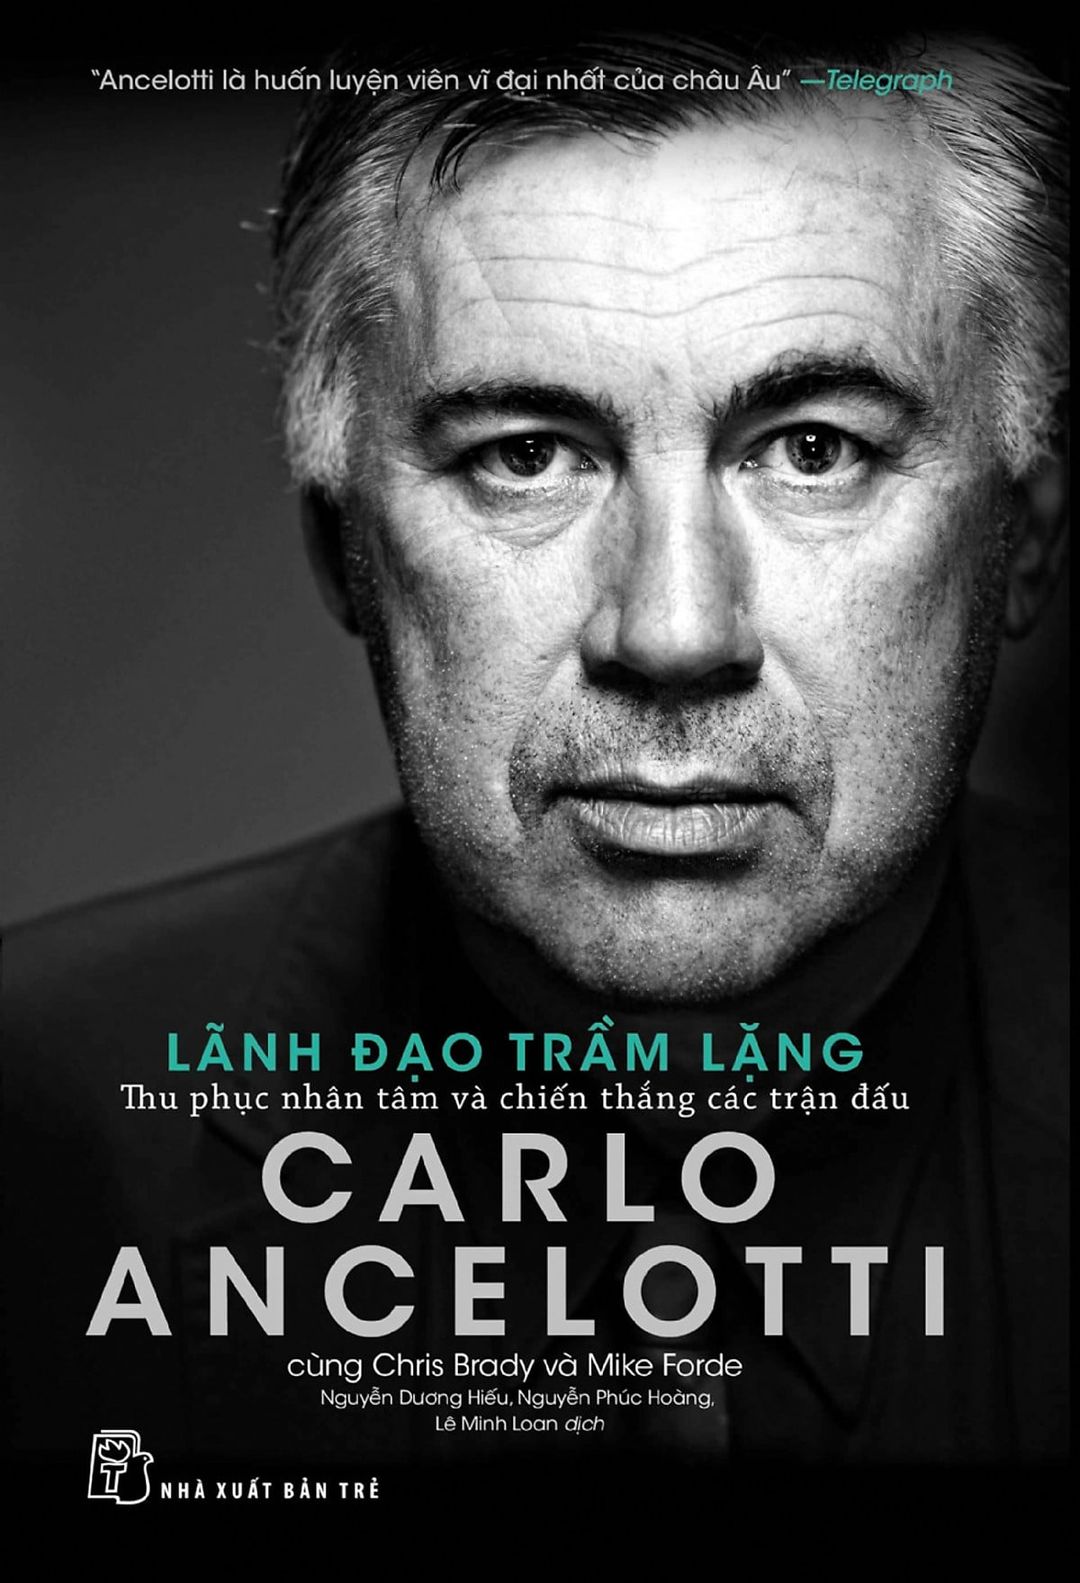 “Ancelotti là huấn luyện viên vĩ đại nhất của châu Âu” —Telegraph
LÃNH ĐẠO TRẦM LẶNG
Thu phục nhân tâm và chiến thắng các trận đấu
CARLO
ANCELOTTI
cùng Chris Brady và Mike Forde
Nguyễn Dương Hiếu, Nguyễn Phúc Hoàng,
Lê Minh Loan dịch
T
NHÀ XUẤT BẢN TRẺ